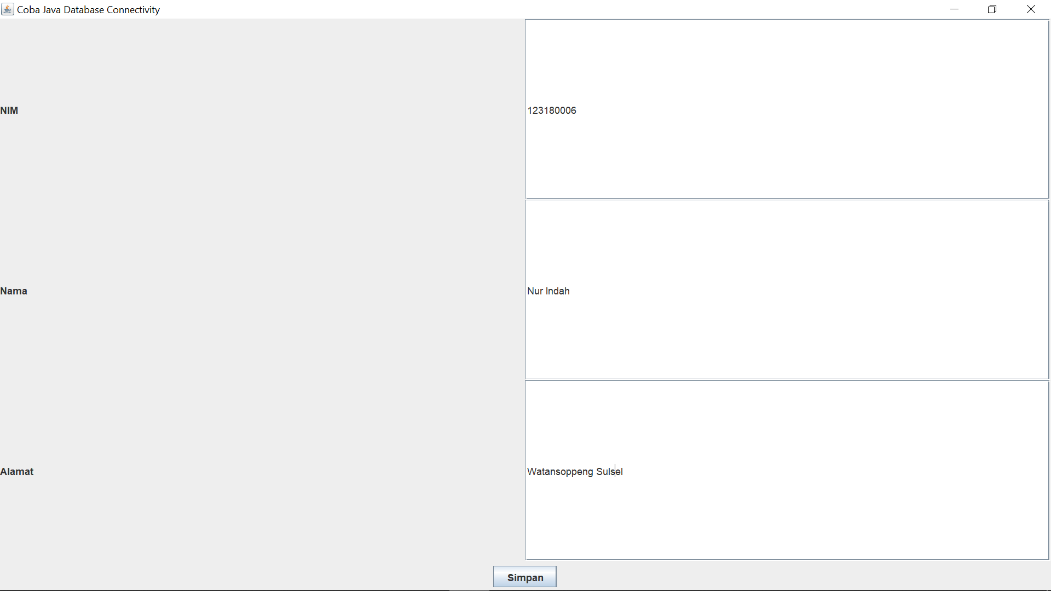 Coba Java Database Connectivity
NIM
123180006
Nama
Nur Indah
Alamat
Watansoppeng Sulsel
Simpan